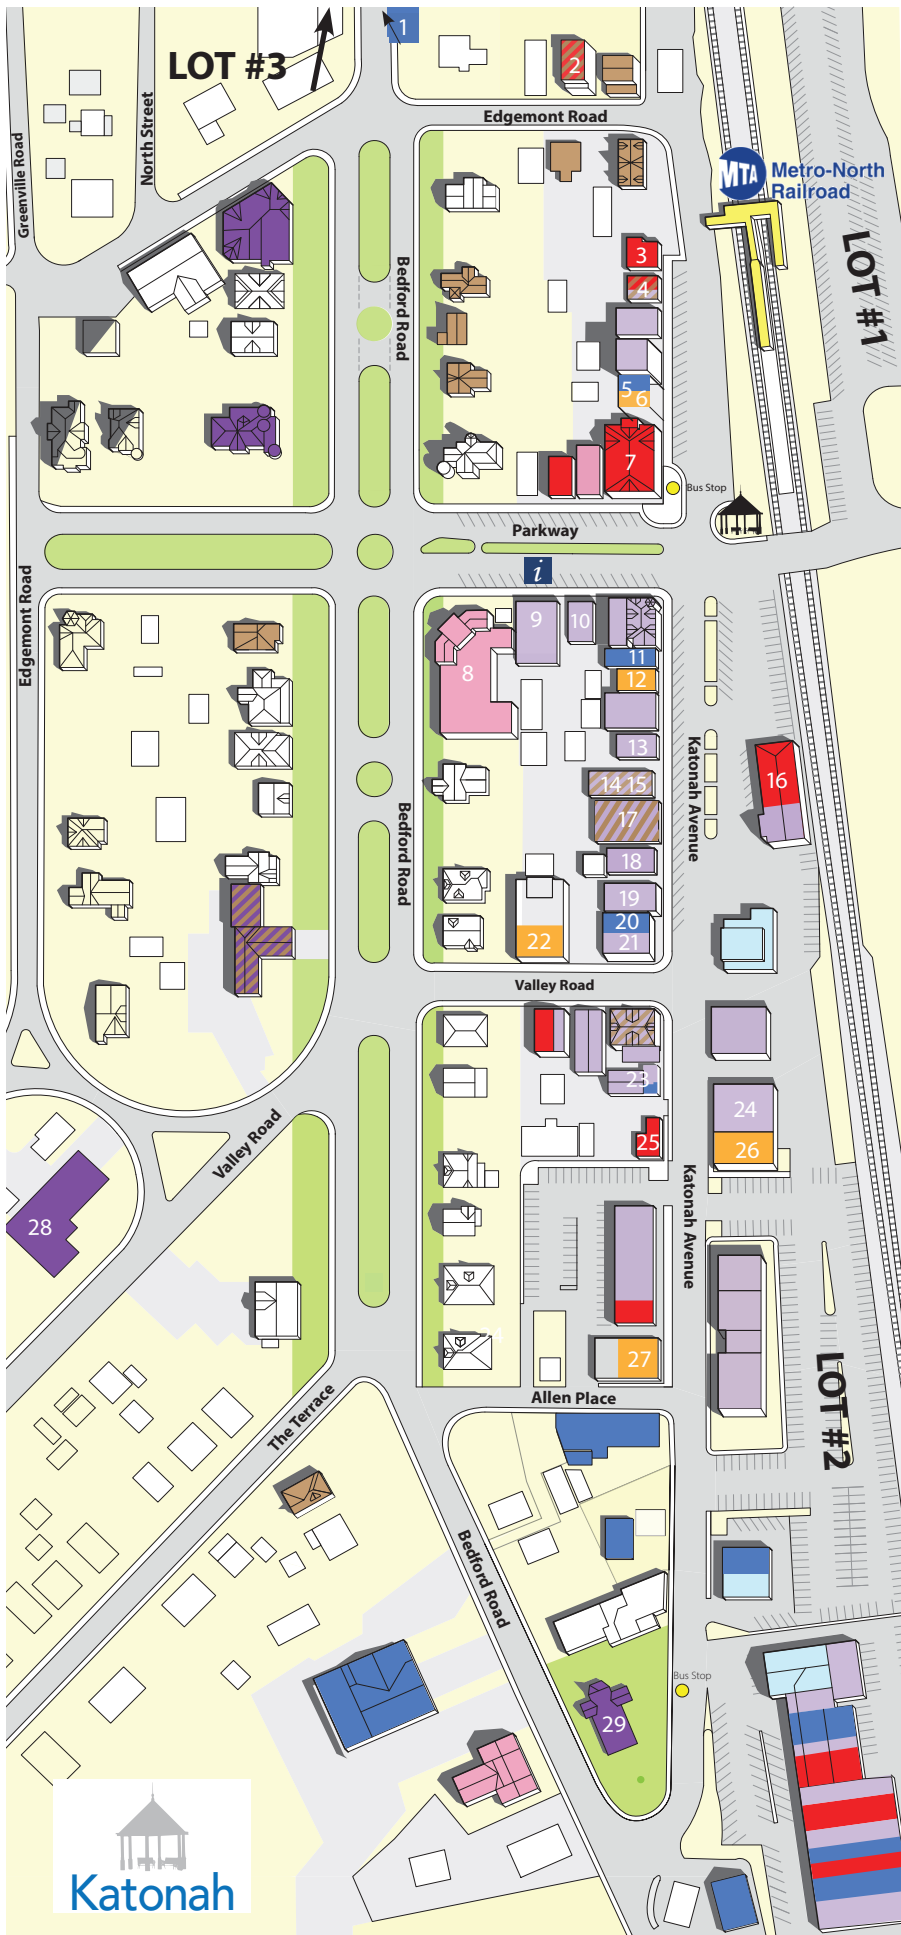 1
LOT #3
2
Edgemont Road
Greenville Road
North Street
MTA
Metro-North
Railroad
3
4
LOT #1
Bedford Road
5
6
7
Bus Stop
Parkway
i
Edgemont Road
8
9
10
11
12
13
Katonah Avenue
14 15
16
17
18
19
20
21
22
Bedford Road
Valley Road
23
24
25
26
Valley Road
28
Katonah Avenue
27
LOT #2
Allen Place
The Terrace
Bedford Road
Bus Stop
29
Katonah